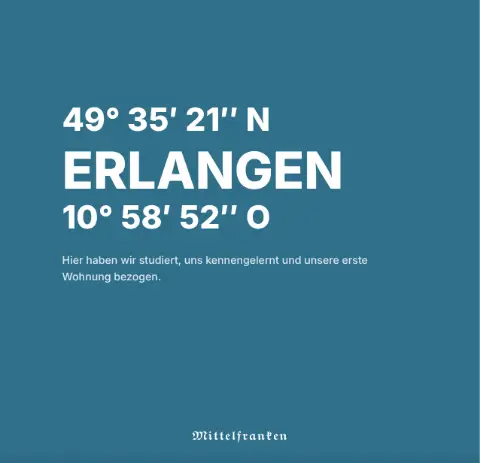 49° 35′ 21′′ N
ERLANGEN
10° 58′ 52′′ O
Hier haben wir studiert, uns kennengelernt und unsere erste
Wohnung bezogen.
Mittelfranken